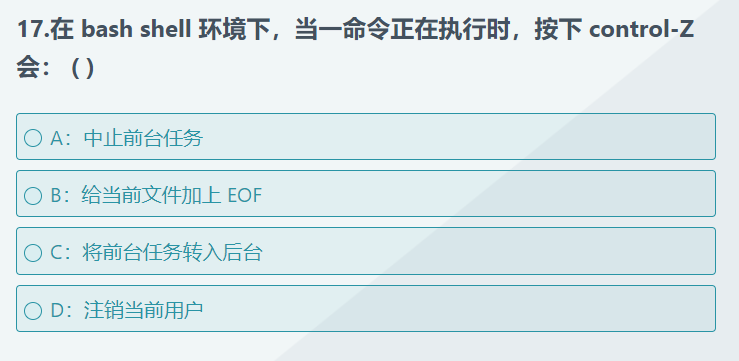 17.在 bash shell 环境下，当一命令正在执行时，按下 control-Z
会： ( )
A：中止前台任务
B：给当前文件加上 EOF
C：将前台任务转入后台
D：注销当前用户